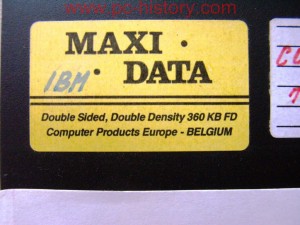 www.pc-history.com
MAXI ·
· DATA
IBM
Double Sided, Double Density 360 KB FD
Computer Products Europe - BELGIUM